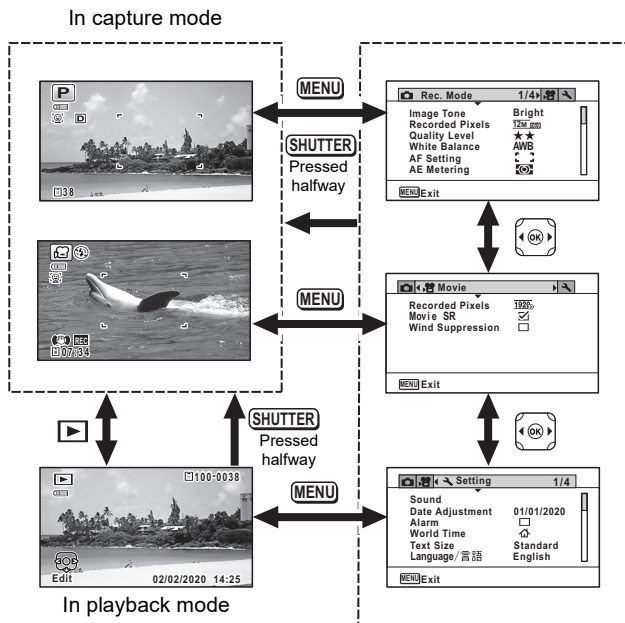 In capture mode
P
D
38
MENU
SHUTTER
Pressed
halfway
Rec. Mode 1/4
Image Tone Bright
Recorded Pixels 12M
Quality Level ★★
White Balance AWB
AF Setting
AE Metering
MENU Exit
OK
REC
07:34
MENU
Movie
Recorded Pixels 1920
Movie SR
Wind Suppression
MENU Exit
OK
SHUTTER
Pressed
halfway
MENU
100-0038
Edit 02/02/2020 14:25
Setting 1/4
Sound
Date Adjustment 01/01/2020
Alarm
World Time
Text Size Standard
Language/言語 English
MENU Exit
In playback mode